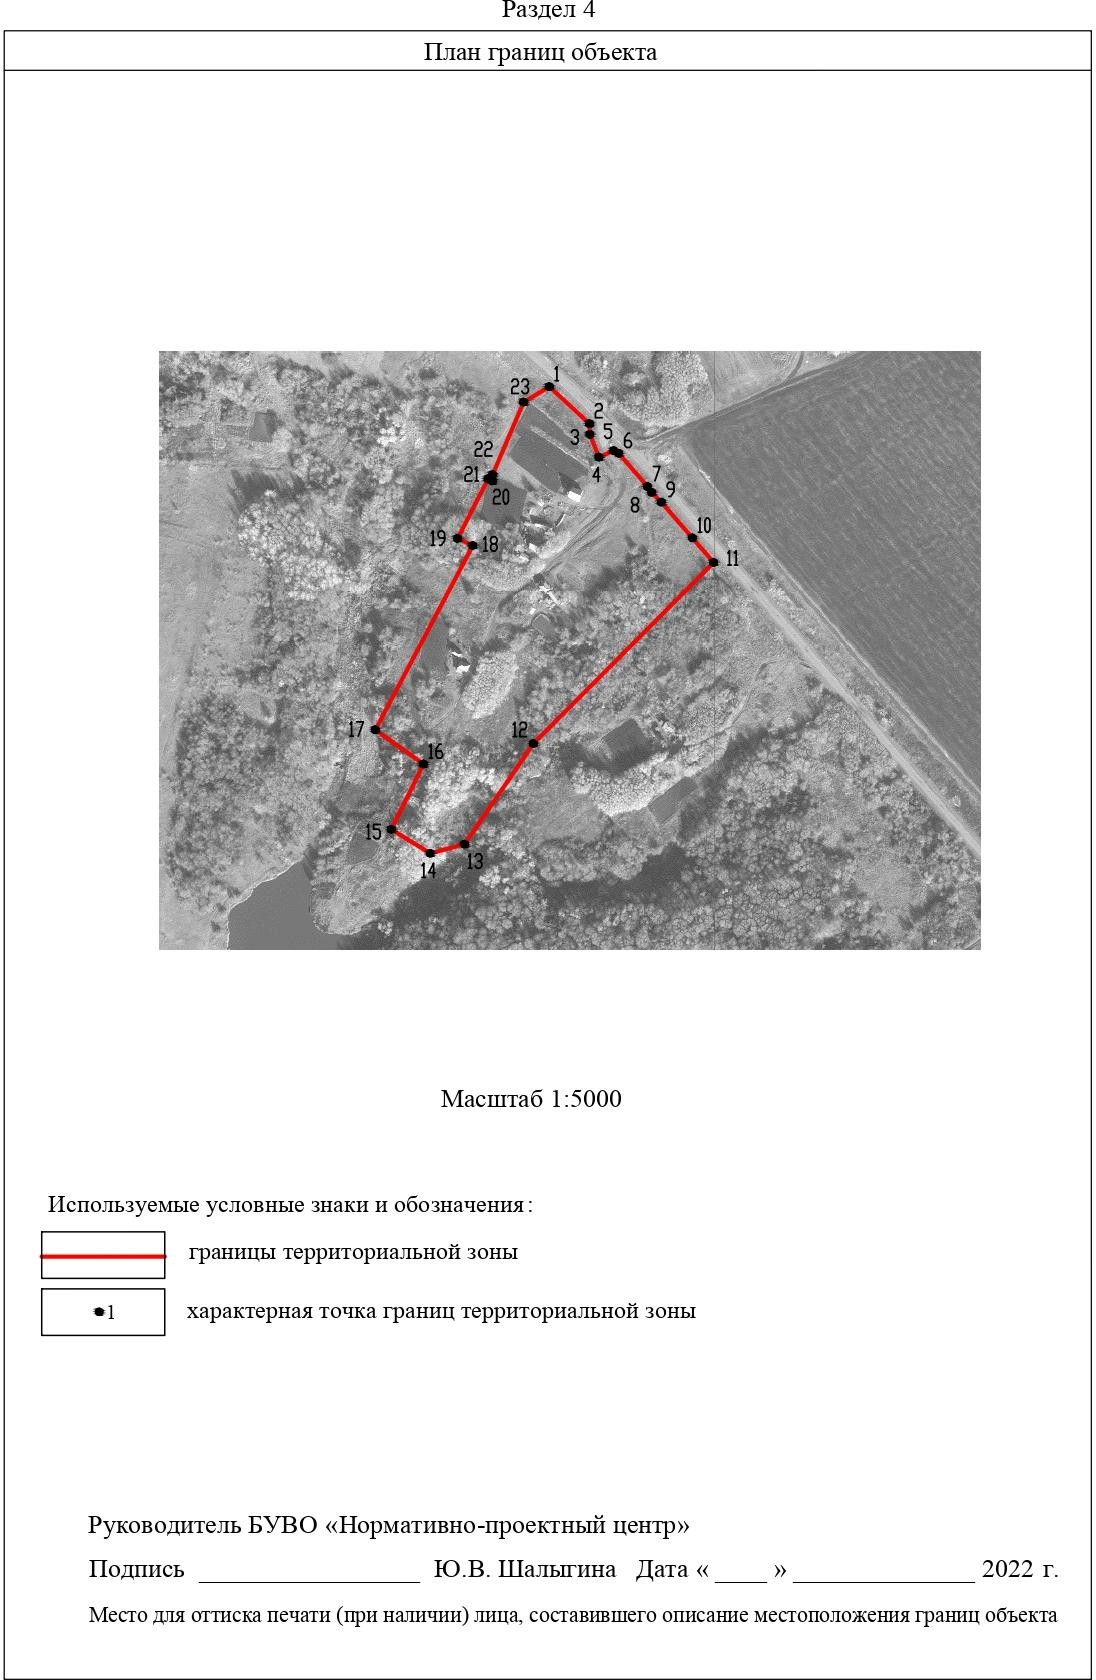 Раздел 4
План границ объекта
1
23
2
3
5
6
4
22
21
20
7
8
9
10
19
18
11
17
12
16
15
13
14
Масштаб 1:5000
Используемые условные знаки и обозначения:
границы территориальной зоны
1
характерная точка границ территориальной зоны
Руководитель БУВО «Нормативно-проектный центр»
Подпись _________________ Ю.В. Шалыгина Дата « ____ » ______________ 2022 г.
Место для оттиска печати (при наличии) лица, составившего описание местоположения границ объекта